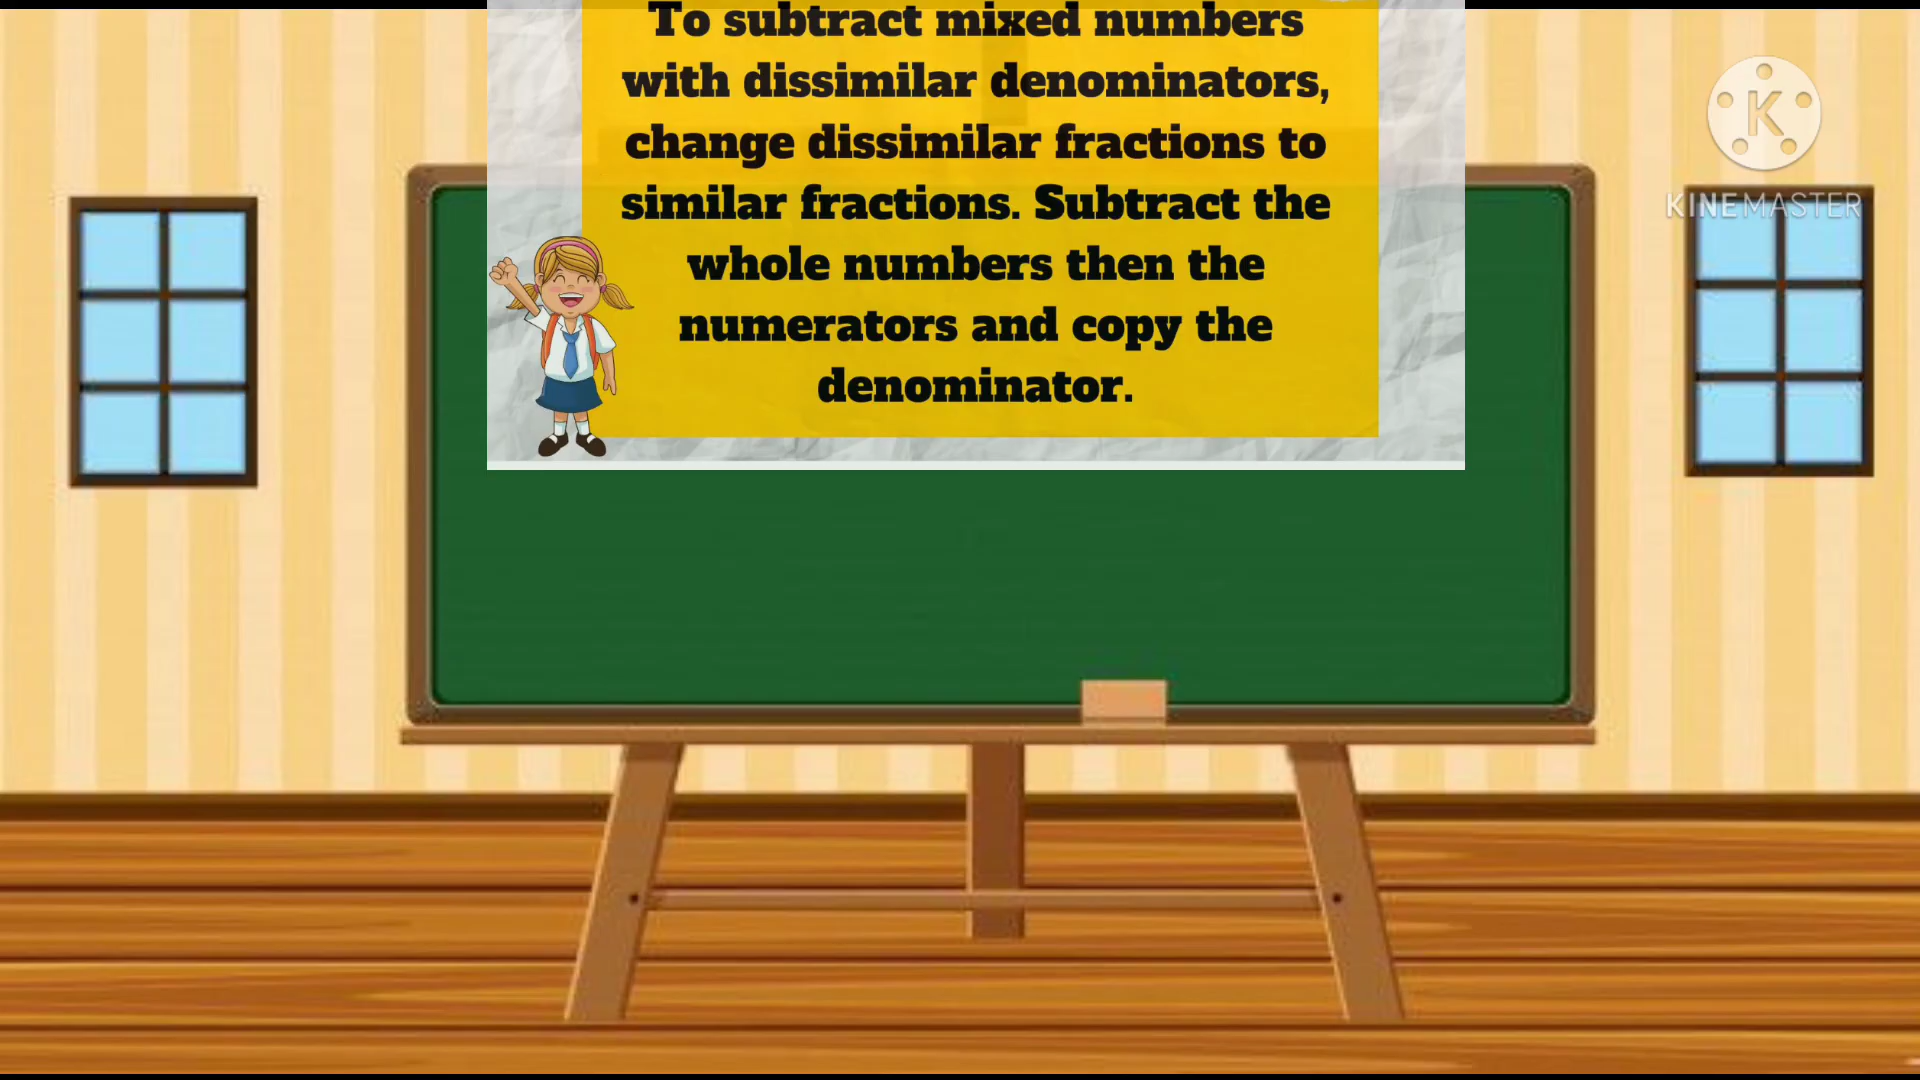 To subtract mixed numbers
with dissimilar denominators,
change dissimilar fractions to
similar fractions. Subtract the
whole numbers then the
numerators and copy the
denominator.
K
KINEMASTER